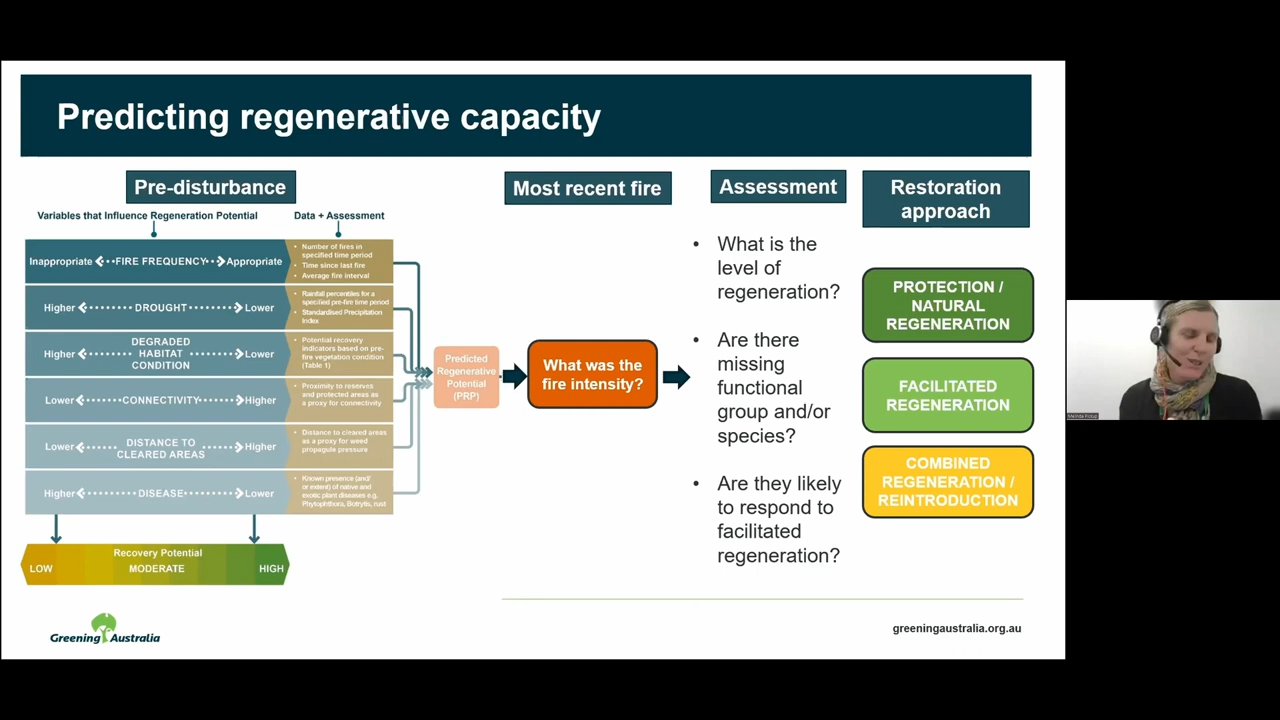 Predicting regenerative capacity
Pre-disturbance
Variables that Influence Regeneration Potential
Data + Assessment
Inappropriate FIRE FREQUENCY Appropriate
• Number of fires in
specified time period
• Time since last fire
• Average fire interval
Higher DROUGHT Lower
• Rainfall percentiles for a
specified pre-fire time period
• Standardised Precipitation
Index
DEGRADED
Higher HABITAT Lower
CONDITION
• Potential recovery
indicators based on pre-
fire vegetation condition
(Table 1)
Lower CONNECTIVITY Higher
• Proximity to reserves
and protected areas as
a proxy for connectivity
Lower DISTANCE TO Higher
CLEARED AREAS
• Distance to cleared areas
as a proxy for weed
propagule pressure
Higher DISEASE Lower
• Known presence (and/
or extent) of native and
exotic plant diseases e.g.
Phytophthora, Botrytis, rust
Recovery Potential
LOW MODERATE HIGH
Predicted
Regenerative
Potential
(PRP)
Most recent fire
What was the
fire intensity?
Assessment
• What is the
level of
regeneration?
• Are there
missing
functional
group and/or
species?
• Are they likely
to respond to
facilitated
regeneration?
Restoration
approach
PROTECTION /
NATURAL
REGENERATION
FACILITATED
REGENERATION
COMBINED
REGENERATION /
REINTRODUCTION
Greening Australia
greeningaustralia.org.au